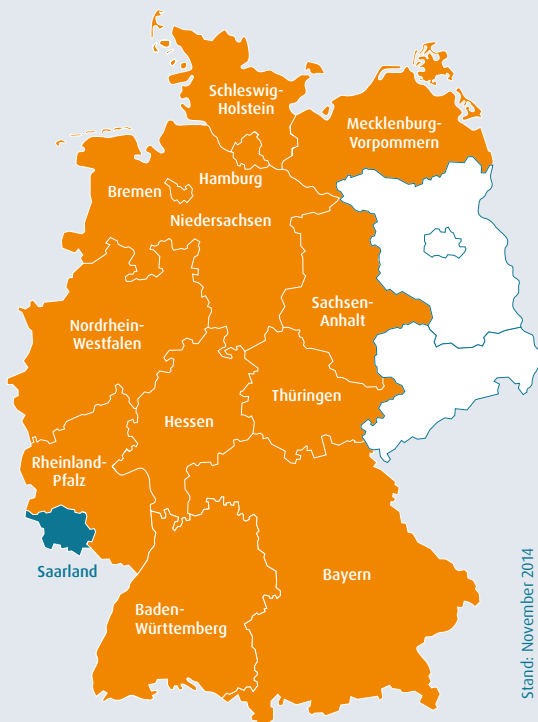 Schleswig-
Holstein
Mecklenburg-
Vorpommern
Hamburg
Bremen
Niedersachsen
Sachsen-
Anhalt
Nordrhein-
Westfalen
Thüringen
Hessen
Rheinland-
Pfalz
Saarland
Bayern
Baden-
Württemberg
Stand: November 2014